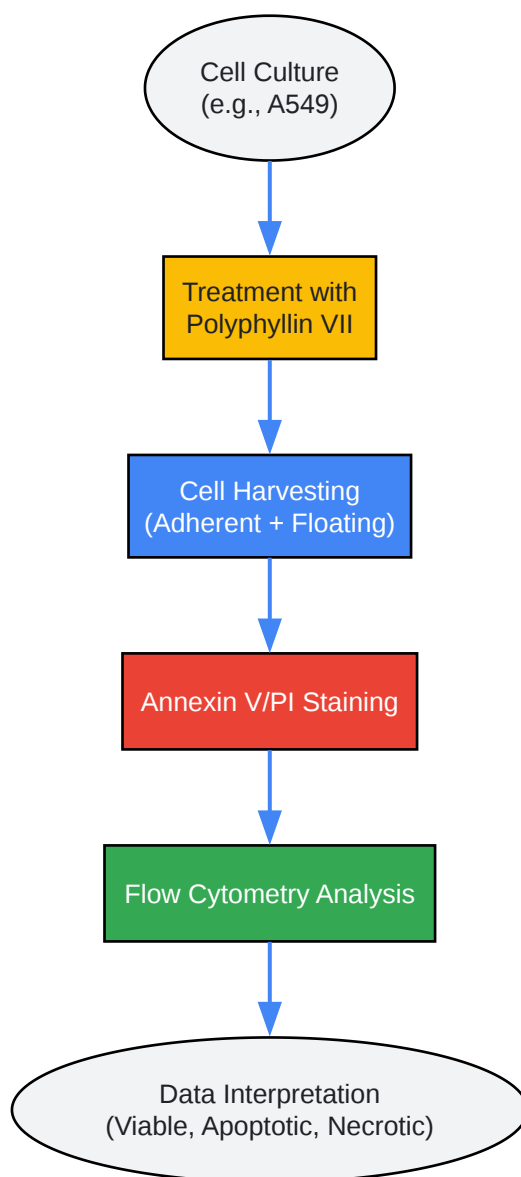 Cell Culture
(e.g., A549)
Treatment with
Polyphyllin VII
Cell Harvesting
(Adherent + Floating)
Annexin V/PI Staining
Flow Cytometry Analysis
Data Interpretation
(Viable, Apoptotic, Necrotic)